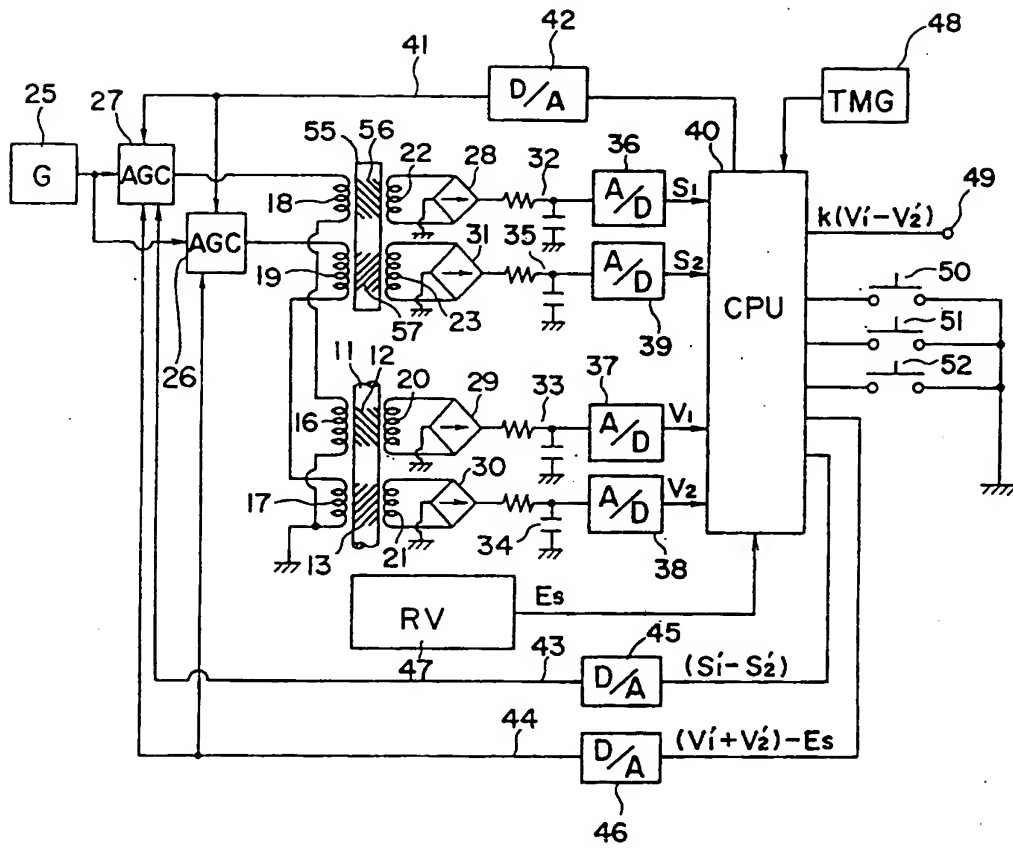 41
42
48
25
27
D/A
TMG
55
56
40
G
AGC
22
28
32
36
A/D
S1
49
18
k(V1′−V2′)
AGC
31
35
A/D
S2
50
19
CPU
57
23
39
51
26
11
12
20
29
33
37
52
16
A/D
V1
30
A/D
V2
17
34
13
21
38
RV
Es
47
43
45
D/A
(S1′−S2′)
44
D/A
(V1′+V2′)−Es
46